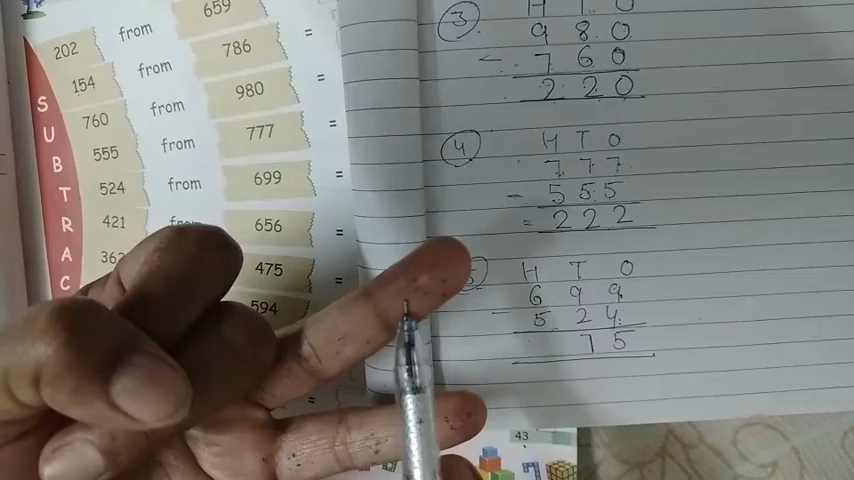 202 from 659
154 from 786
760 from 980
555 from 777
524 from 699
421 from 656
475
594
SUBTRAC
3 H T O
9 8 0
- 7 6 0
2 2 0
4 H T O
7 7 7
- 5 5 5
= 2 2 2
H T O
6 9 9
- 5 2 4
7 5
43